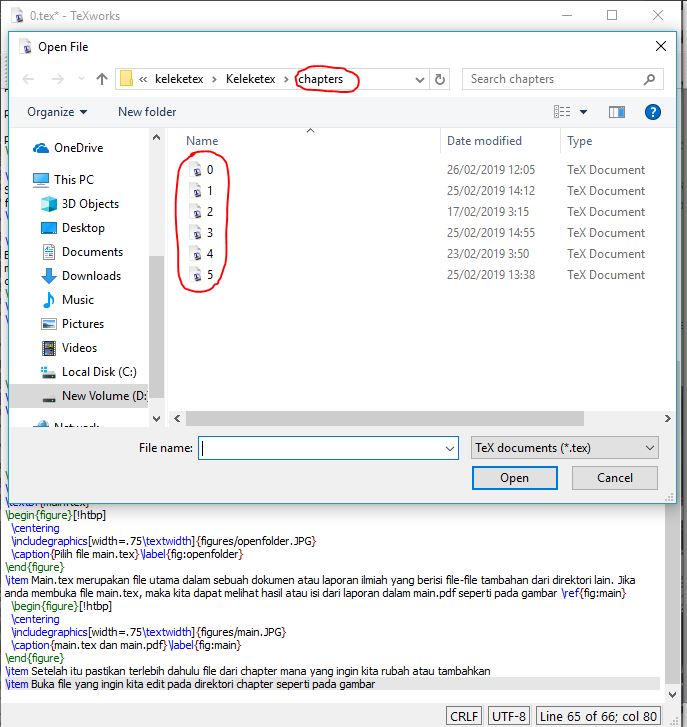 0.tex* - TeXworks
Open File
« keleketex > Keleketex > chapters
Search chapters
Organize
New folder
Name
Date modified
Type
OneDrive
This PC
3D Objects
Desktop
Documents
Downloads
Music
Pictures
Videos
Local Disk (C:)
New Volume (D:
0 26/02/2019 12:05 TeX Document
1 25/02/2019 14:12 TeX Document
2 17/02/2019 3:15 TeX Document
3 25/02/2019 14:55 TeX Document
4 23/02/2019 3:50 TeX Document
5 25/02/2019 13:38 TeX Document
File name:
TeX documents (*.tex)
Open
Cancel
\begin{figure}[!htbp]
\centering
\includegraphics[width=.75\textwidth]{figures/openfolder.JPG}
\caption{Pilih file main.tex}\label{fig:openfolder}
\end{figure}
\item Main.tex merupakan file utama dalam sebuah dokumen atau laporan ilmiah yang berisi file-file tambahan dari direktori lain. Jika
anda membuka file main.tex, maka kita dapat melihat hasil atau isi dari laporan dalam main.pdf seperti pada gambar \ref{fig:main}
\begin{figure}[!htbp]
\centering
\includegraphics[width=.75\textwidth]{figures/main.JPG}
\caption{main.tex dan main.pdf}\label{fig:main}
\end{figure}
\item Setelah itu pastikan terlebih dahulu file dari chapter mana yang ingin kita rubah atau tambahkan
\item Buka file yang ingin kita edit pada direktori chapter seperti pada gambar
CRLF
UTF-8
Line 65 of 66; col 80